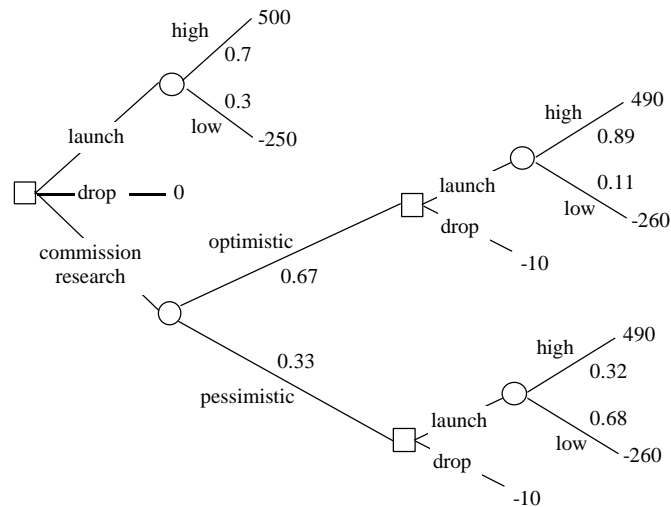 500
high
0.7
0.3
low
-250
launch
drop
0
commission
research
optimistic
0.67
launch
drop
-10
high
490
0.89
0.11
low
-260
0.33
pessimistic
launch
drop
-10
high
490
0.32
0.68
low
-260